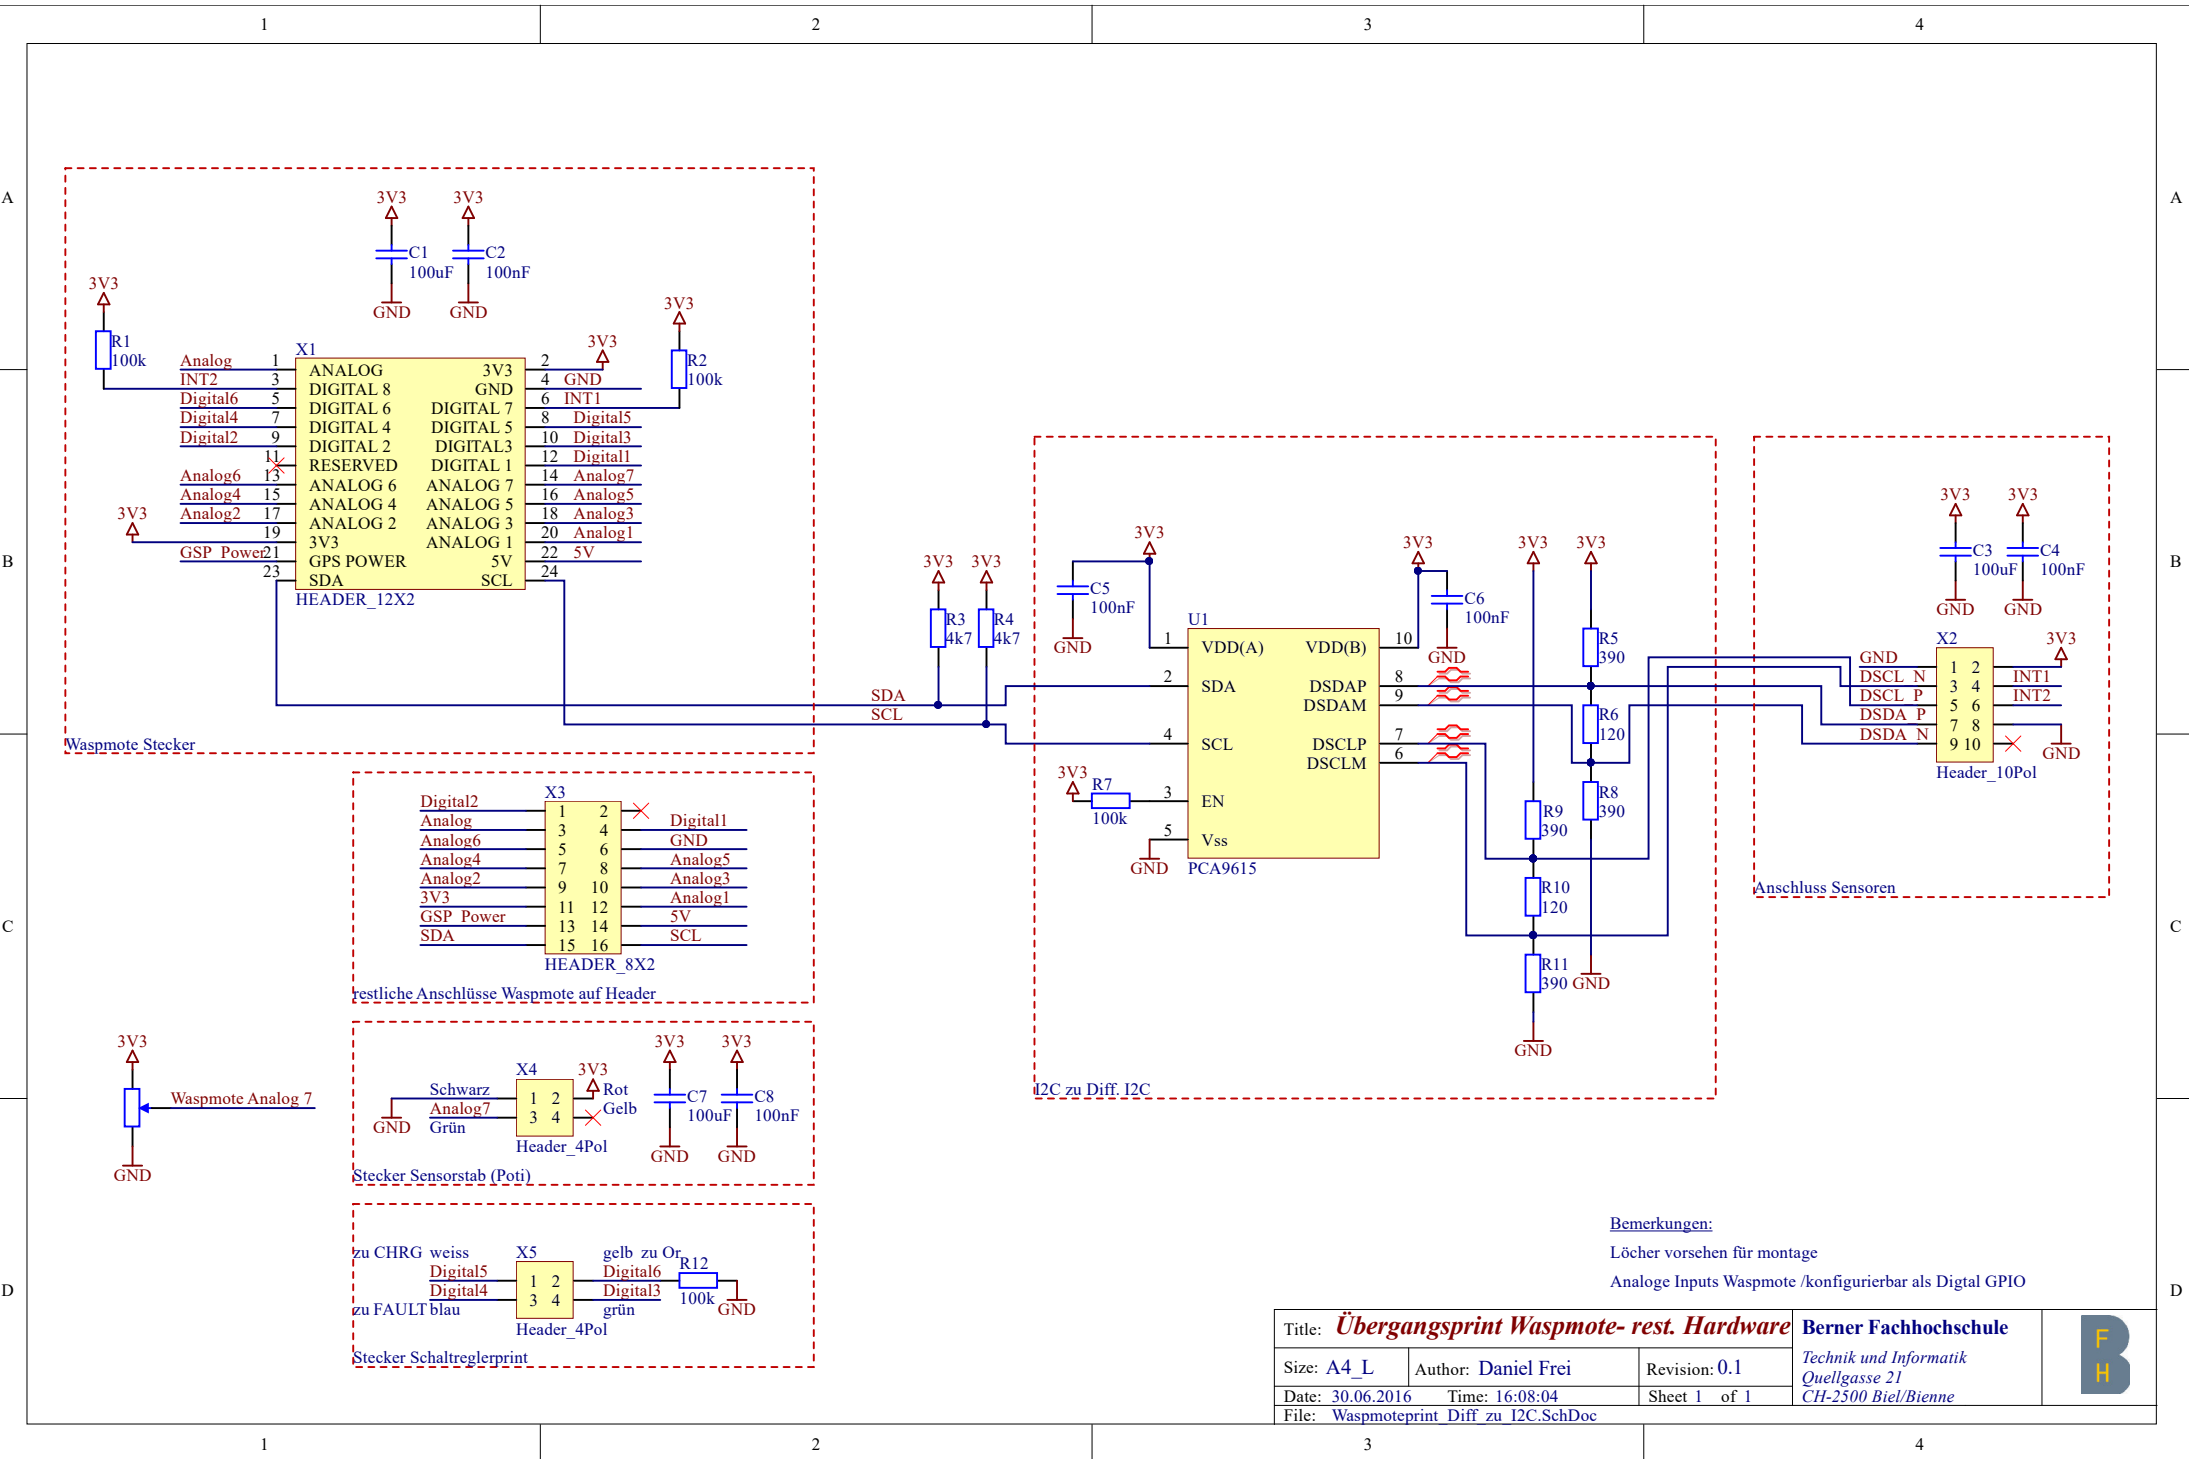 1
2
3
4
A
A
3V3
3V3
C1
100uF
C2
100nF
GND
GND
3V3
R1
100k
3V3
R2
100k
3V3
X1
Analog 1 ANALOG 3V3 2
INT2 3 DIGITAL 8 GND 4 GND
Digital6 5 DIGITAL 6 DIGITAL 7 6 INT1
Digital4 7 DIGITAL 4 DIGITAL 5 8 Digital5
Digital2 9 DIGITAL 2 DIGITAL3 10 Digital3
11 RESERVED DIGITAL 1 12 Digital1
Analog6 13 ANALOG 6 ANALOG 7 14 Analog7
Analog4 15 ANALOG 4 ANALOG 5 16 Analog5
Analog2 17 ANALOG 2 ANALOG 3 18 Analog3
3V3 19 3V3 ANALOG 1 20 Analog1
GSP_Power 21 GPS POWER 5V 22 5V
23 SDA SCL 24
HEADER_12X2
Waspmote Stecker
B
B
3V3
3V3
R3
4k7
R4
4k7
SDA
SCL
3V3
C5
100nF
GND
3V3
C6
100nF
GND
U1
1 VDD(A) VDD(B) 10
2 SDA DSDAP 8
DSDAM 9
4 SCL DSCLP 7
DSCLM 6
3V3
R7
100k
3 EN
5 Vss
GND
PCA9615
3V3
3V3
R5
390
R6
120
R8
390
R9
390
R10
120
R11
390
GND
GND
I2C zu Diff. I2C
3V3
3V3
C3
100uF
C4
100nF
GND
GND
X2
3V3
GND 1 2
DSCL_N 3 4 INT1
DSCL_P 5 6 INT2
DSDA_P 7 8
DSDA_N 9 10
GND
Header_10Pol
Anschluss Sensoren
C
C
X3
Digital2 1 2
Analog 3 4 Digital1
Analog6 5 6 GND
Analog4 7 8 Analog5
Analog2 9 10 Analog3
3V3 11 12 Analog1
GSP_Power 13 14 5V
SDA 15 16 SCL
HEADER_8X2
restliche Anschlüsse Waspmote auf Header
3V3
Waspmote Analog 7
GND
X4
3V3
Schwarz 1 2 Rot
Analog7 3 4 Gelb
GND
Grün
Header_4Pol
3V3
3V3
C7
100uF
C8
100nF
GND
GND
Stecker Sensorstab (Poti)
D
D
zu CHRG weiss
X5
gelb zu Or
Digital5 1 2 Digital6
Digital4 3 4 Digital3
zu FAULT blau
grün
R12
100k
GND
Header_4Pol
Stecker Schaltreglerprint
Bemerkungen:
Löcher vorsehen für montage
Analoge Inputs Waspmote /konfigurierbar als Digtal GPIO
Title: Übergangsprint Waspmote- rest. Hardware
Size: A4_L
Author: Daniel Frei
Revision: 0.1
Date: 30.06.2016
Time: 16:08:04
Sheet 1 of 1
File: Waspmoteprint_Diff_zu_I2C.SchDoc
Berner Fachhochschule
Technik und Informatik
Quellgasse 21
CH-2500 Biel/Bienne
F
H
1
2
3
4